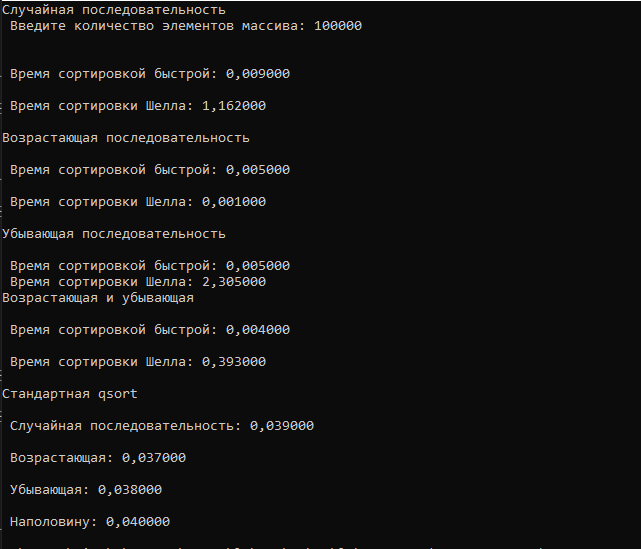 Случайная последовательность
Введите количество элементов массива: 100000
Время сортировкой быстрой: 0,009000
Время сортировки Шелла: 1,162000
Возрастающая последовательность
Время сортировкой быстрой: 0,005000
Время сортировки Шелла: 0,001000
Убывающая последовательность
Время сортировкой быстрой: 0,005000
Время сортировки Шелла: 2,305000
Возрастающая и убывающая
Время сортировкой быстрой: 0,004000
Время сортировки Шелла: 0,393000
Стандартная qsort
Случайная последовательность: 0,039000
Возрастающая: 0,037000
Убывающая: 0,038000
Наполовину: 0,040000